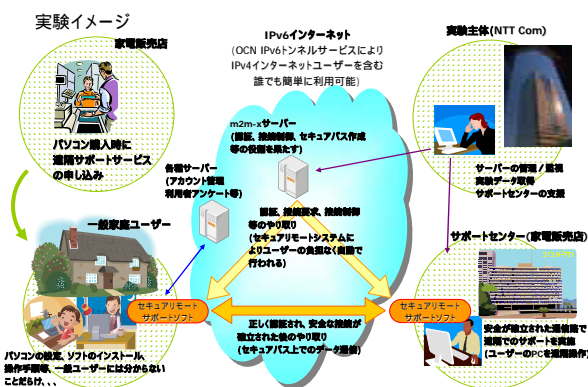 実験イメージ
家電販売店
パソコン購入時に
遠隔サポートサービス
の申し込み
IPv6インターネット
(OCN IPv6トンネルサービスにより
IPv4インターネットユーザーを含む
誰でも簡単に利用可能)
実験主体(NTT Com)
サーバーの管理／監視
実験データ取得
サポートセンターの支援
m2m-xサーバー
(認証、接続制御、セキュアパス作成
等の役割を果たす)
各種サーバー
(アカウント管理
利用者アンケート等)
認証、接続要求、接続制御
等のやり取り
(セキュアリモートシステムに
よりユーザーの負担なく自動で
行われる)
一般家庭ユーザー
セキュアリモート
サポートソフト
パソコンの設定、ソフトのインストール、
操作手順等、一般ユーザーには分からない
ことだらけ、、、
正しく認証され、安全な接続が
確立された後のやり取り
(セキュアパス上でのデータ通信)
サポートセンター(家電販売店)
セキュアリモート
サポートソフト
安全が確立された通信路で
遠隔でのサポートを実施
(ユーザーのPCを遠隔操作)